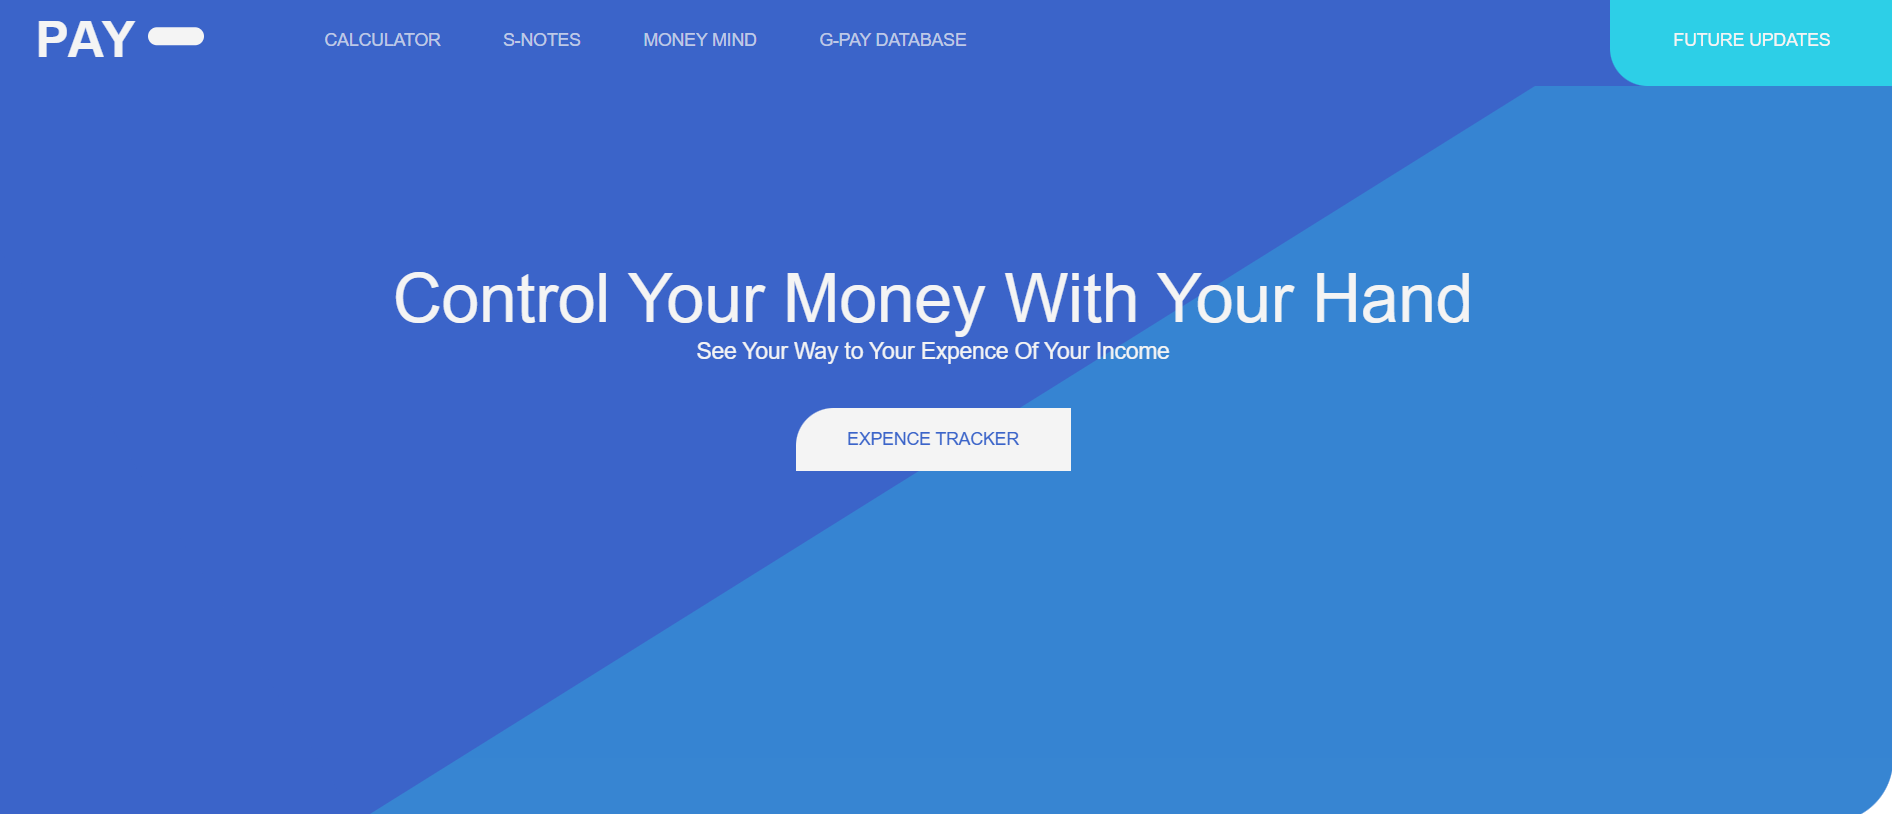 PAY
CALCULATOR
S-NOTES
MONEY MIND
G-PAY DATABASE
FUTURE UPDATES
Control Your Money With Your Hand
See Your Way to Your Expence Of Your Income
EXPENCE TRACKER